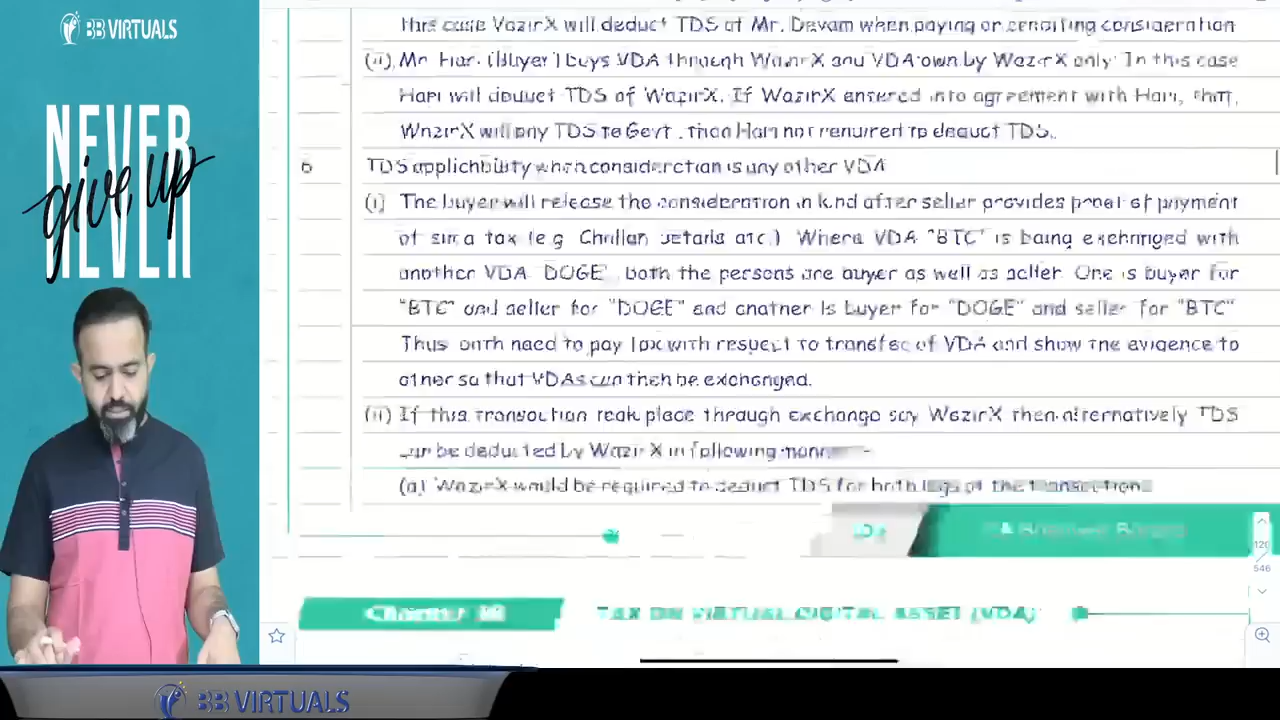 BB VIRTUALS
NEVER
give up
NEVER
this case WazirX will deduct TDS of Mr. Devam when paying or crediting consideration
(ii) Mr. Hari (Buyer) buys VDA through WazirX and VDA own by WazirX only. In this case
Hari will deduct TDS of WazirX. If WazirX entered into agreement with Hari, that,
WazirX will pay TDS to Govt., then Hari not required to deduct TDS.
6 TDS applicability when consideration is any other VDA
(i) The buyer will release the consideration in kind after seller provides proof of payment
of such tax (e.g. Challan details etc.) Where VDA "BTC" is being exchanged with
another VDA DOGE, both the persons are buyer as well as seller. One is buyer for
"BTC" and seller for "DOGE" and another is buyer for "DOGE" and seller for "BTC"
Thus both need to pay tax with respect to transfer of VDA and show the evidence to
other so that VDAs can then be exchanged.
(ii) If this transaction took place through exchange say WazirX then alternatively TDS
can be deducted by WazirX in following manner
(a) WazirX would be required to deduct TDS for both legs of the transactions
120
546
Chapter
TAX ON VIRTUAL DIGITAL ASSET (VDA)
BB VIRTUALS